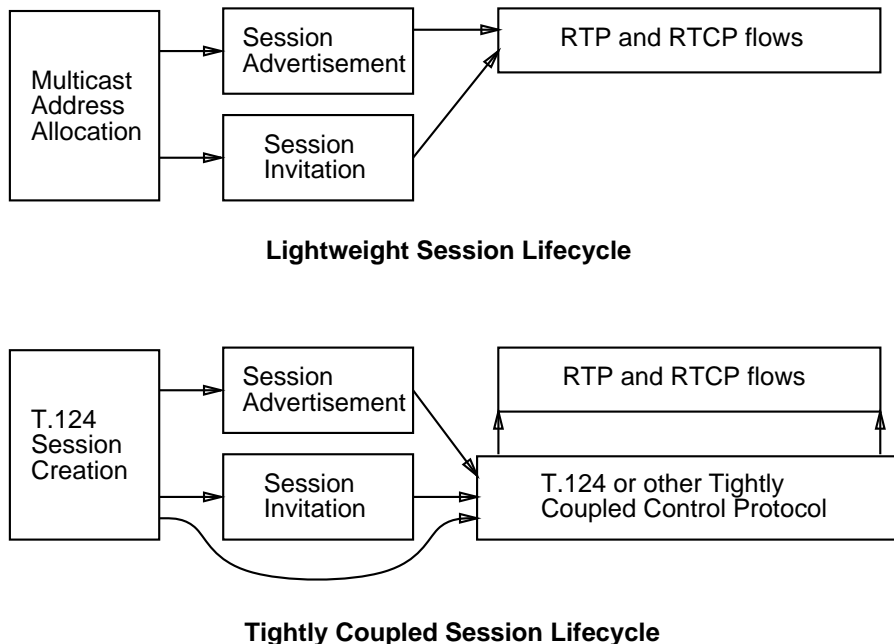 Multicast
Address
Allocation
Session
Advertisement
Session
Invitation
RTP and RTCP flows
Lightweight Session Lifecycle
T.124
Session
Creation
Session
Advertisement
Session
Invitation
RTP and RTCP flows
T.124 or other Tightly
Coupled Control Protocol
Tightly Coupled Session Lifecycle